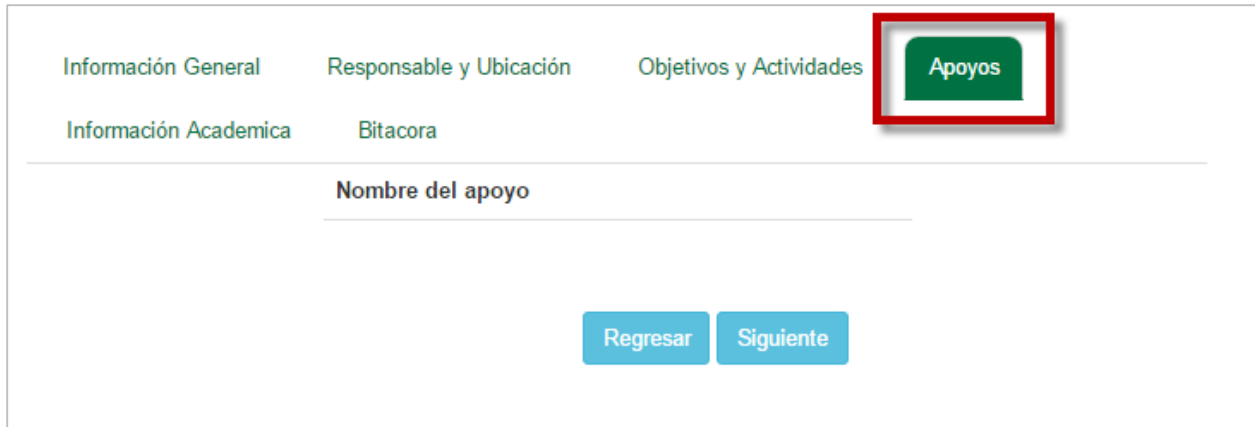 Información General Responsable y Ubicación Objetivos y Actividades Apoyos
Información Academica Bitacora
Nombre del apoyo
Regresar Siguiente